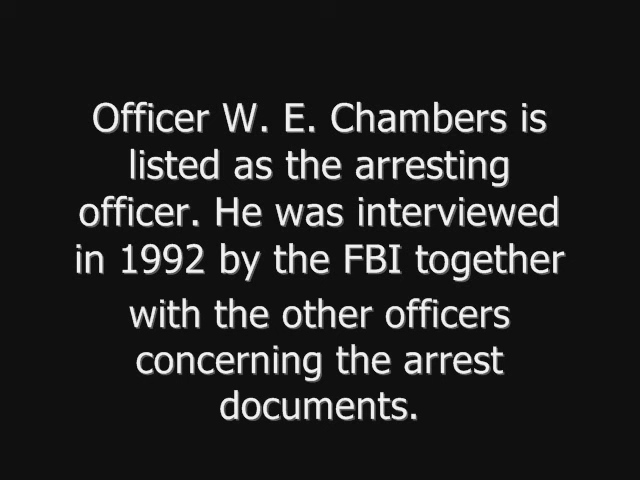 Officer W. E. Chambers is
listed as the arresting
officer. He was interviewed
in 1992 by the FBI together
with the other officers
concerning the arrest
documents.